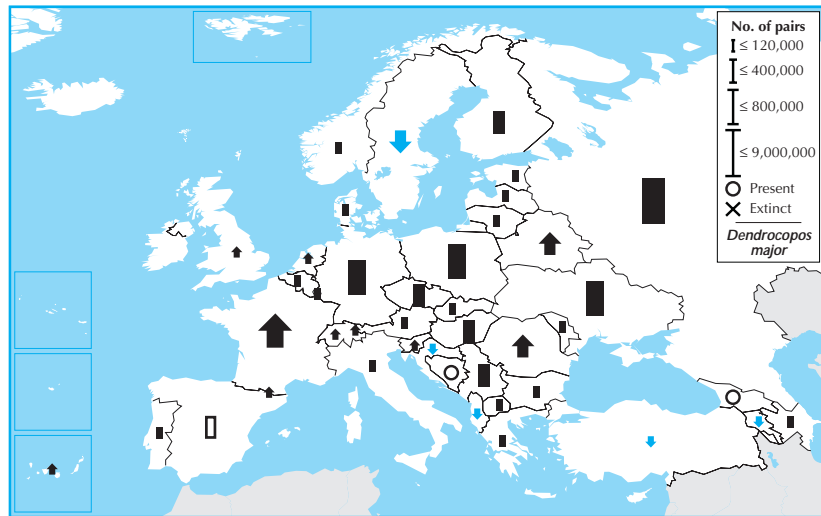 No. of pairs
≤ 120,000
≤ 400,000
≤ 800,000
≤ 9,000,000
Present
Extinct
Dendrocopos
major